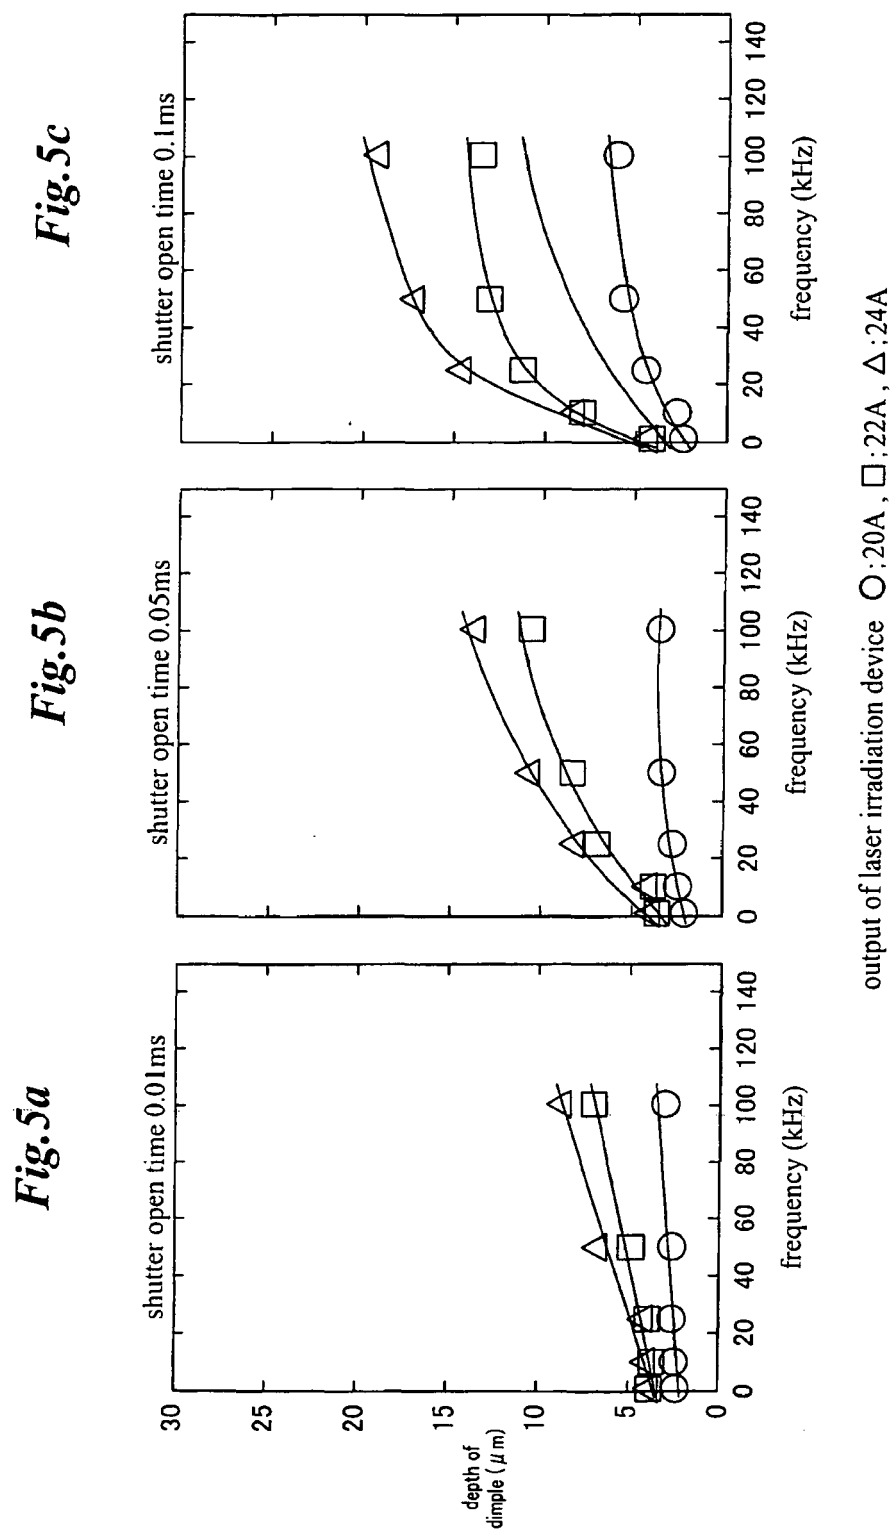 Fig.5a
shutter open time 0.01ms
30
25
20
15
10
5
0
depth of
dimple (μm)
0 20 40 60 80 100 120 140
frequency (kHz)
Fig.5b
shutter open time 0.05ms
0 20 40 60 80 100 120 140
frequency (kHz)
Fig.5c
shutter open time 0.1ms
0 20 40 60 80 100 120 140
frequency (kHz)
output of laser irradiation device ○:20A, □:22A, △:24A